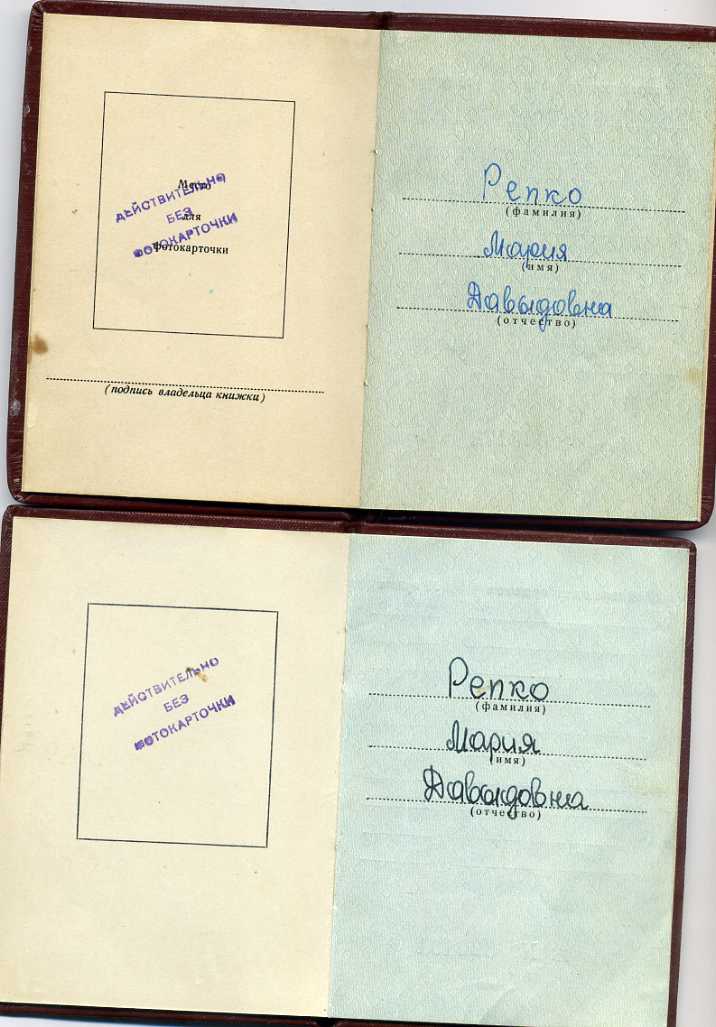 Место
для
фотокарточки
ДЕЙСТВИТЕЛЬНО
БЕЗ
ФОТОКАРТОЧКИ
(подпись владельца книжки)
Репко
(фамилия)
Мария
(имя)
Давыдовна
(отчество)
ДЕЙСТВИТЕЛЬНО
БЕЗ
ФОТОКАРТОЧКИ
Репко
(фамилия)
Мария
(имя)
Давыдовна
(отчество)